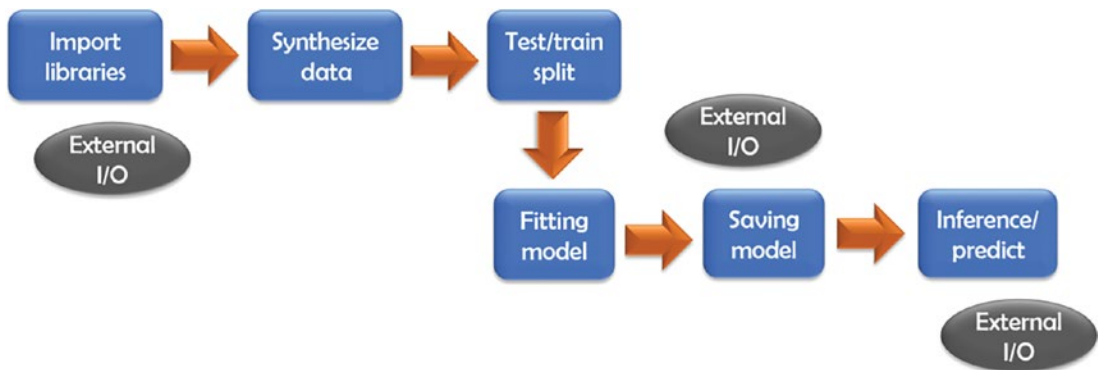 Import
libraries
Synthesize
data
Test/train
split
External
I/O
External
I/O
Fitting
model
Saving
model
Inference/
predict
External
I/O